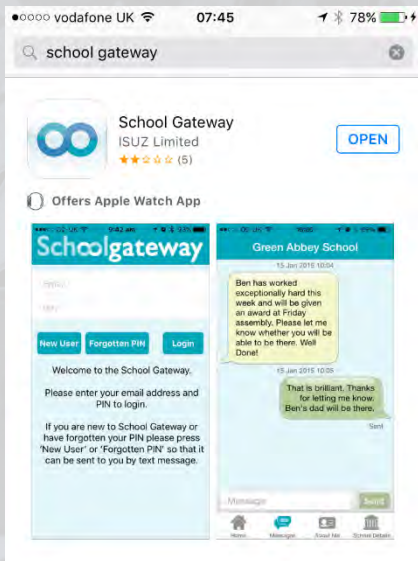 vodafone UK 07:45 78%
school gateway
School Gateway
ISUZ Limited
(5)
OPEN
Offers Apple Watch App
9:42 am
Schoolgateway
New User Forgotten PIN Login
Welcome to the School Gateway.
Please enter your email address and
PIN to login.
If you are new to School Gateway or
have forgotten your PIN please press
'New User' or 'Forgotten PIN' so that it
can be sent to you by text message.
Green Abbey School
15 Jan 2015 10:04
Ben has worked
exceptionally hard this
week and will be given
an award at Friday
assembly. Please let me
know whether you will be
able to be there. Well
Done!
15 Jan 2015 10:05
That is brilliant. Thanks
for letting me know.
Ben's dad will be there.
Sent
Message Send
Home Messages School Details